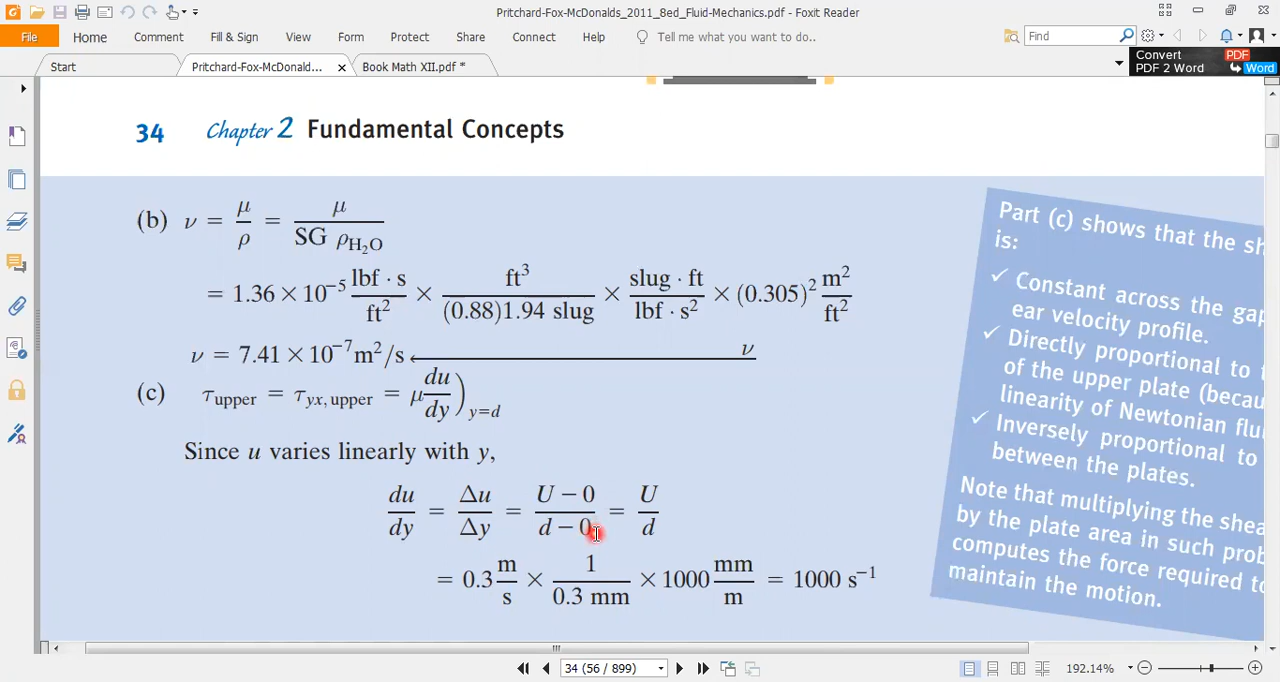 Pritchard-Fox-McDonalds_2011_8ed_Fluid-Mechanics.pdf - Foxit Reader
File Home Comment Fill & Sign View Form Protect Share Connect Help Tell me what you want to do.. Find
Start Pritchard-Fox-McDonald... Book Math XII.pdf *
Convert PDF
PDF 2 Word Word
34 Chapter 2 Fundamental Concepts
(b) ν = μ/ρ = μ/(SG ρ_H₂O)
= 1.36 × 10⁻⁵ lbf · s/ft² × ft³/((0.88)1.94 slug) × slug · ft/(lbf · s²) × (0.305)² m²/ft²
ν = 7.41 × 10⁻⁷ m²/s ν
(c) τ_upper = τ_yx, upper = μ du/dy)_y=d
Since u varies linearly with y,
du/dy = Δu/Δy = (U − 0)/(d − 0) = U/d
= 0.3 m/s × 1/(0.3 mm) × 1000 mm/m = 1000 s⁻¹
Part (c) shows that the sh
is:
✓ Constant across the gap
ear velocity profile.
✓ Directly proportional to
of the upper plate (becau
linearity of Newtonian flu
✓ Inversely proportional to
between the plates.
Note that multiplying the shea
by the plate area in such prob
computes the force required to
maintain the motion.
34 (56 / 899) 192.14%